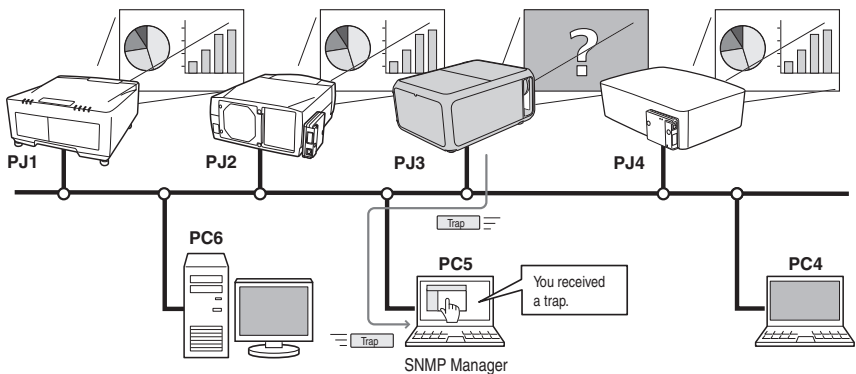 ?
PJ1
PJ2
PJ3
PJ4
Trap
PC6
PC5
PC4
You received
a trap.
Trap
SNMP Manager